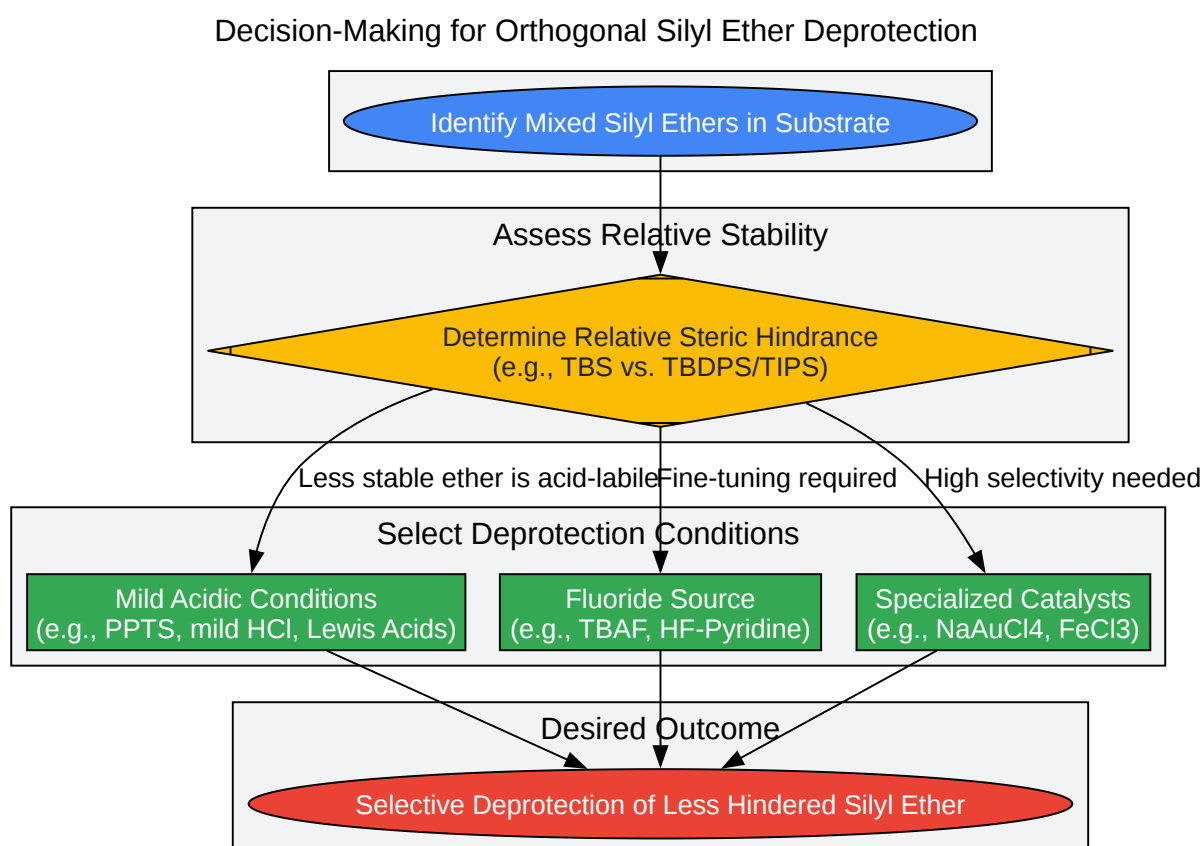 Decision-Making for Orthogonal Silyl Ether Deprotection
Identify Mixed Silyl Ethers in Substrate
Assess Relative Stability
Determine Relative Steric Hindrance
(e.g., TBS vs. TBDPS/TIPS)
Less stable ether is acid-labile
Fine-tuning required
High selectivity needed
Select Deprotection Conditions
Mild Acidic Conditions
(e.g., PPTS, mild HCl, Lewis Acids)
Fluoride Source
(e.g., TBAF, HF-Pyridine)
Specialized Catalysts
(e.g., NaAuCl4, FeCl3)
Desired Outcome
Selective Deprotection of Less Hindered Silyl Ether